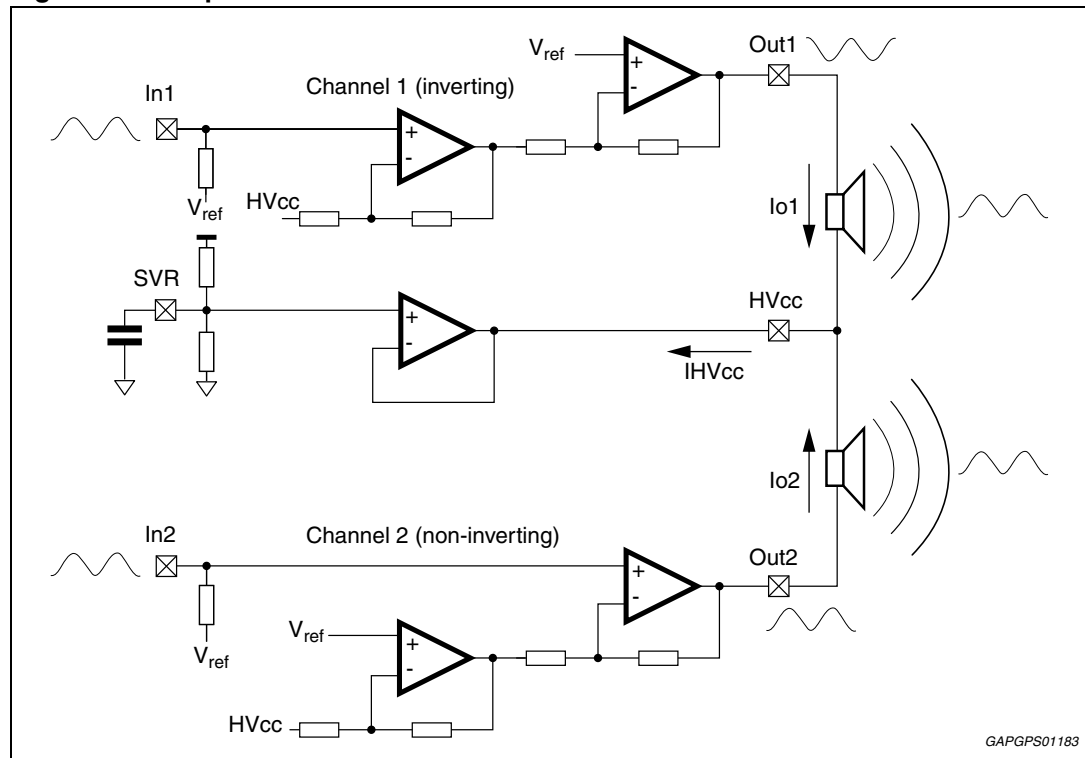 Out1
Vref
Channel 1 (inverting)
In1
+
-
+
-
HVcc
Vref
Io1
SVR
HVcc
+
-
IHVcc
Io2
In2
Channel 2 (non-inverting)
Out2
+
-
Vref
Vref
+
-
HVcc
GAPGPS01183